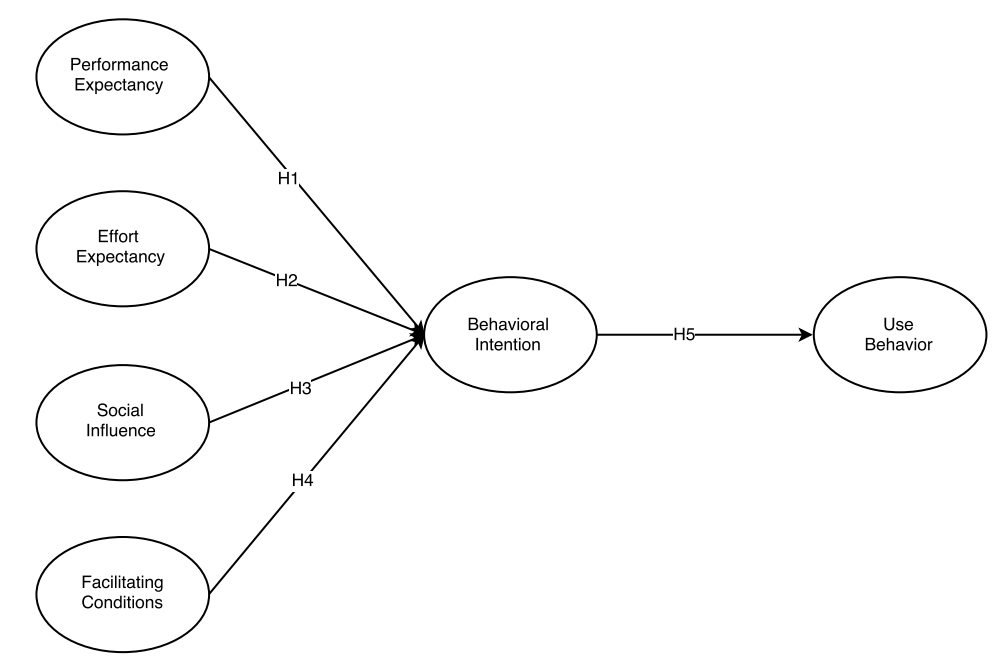 Performance
Expectancy
H1
Effort
Expectancy
H2
Behavioral
Intention
H5
Use
Behavior
H3
Social
Influence
H4
Facilitating
Conditions